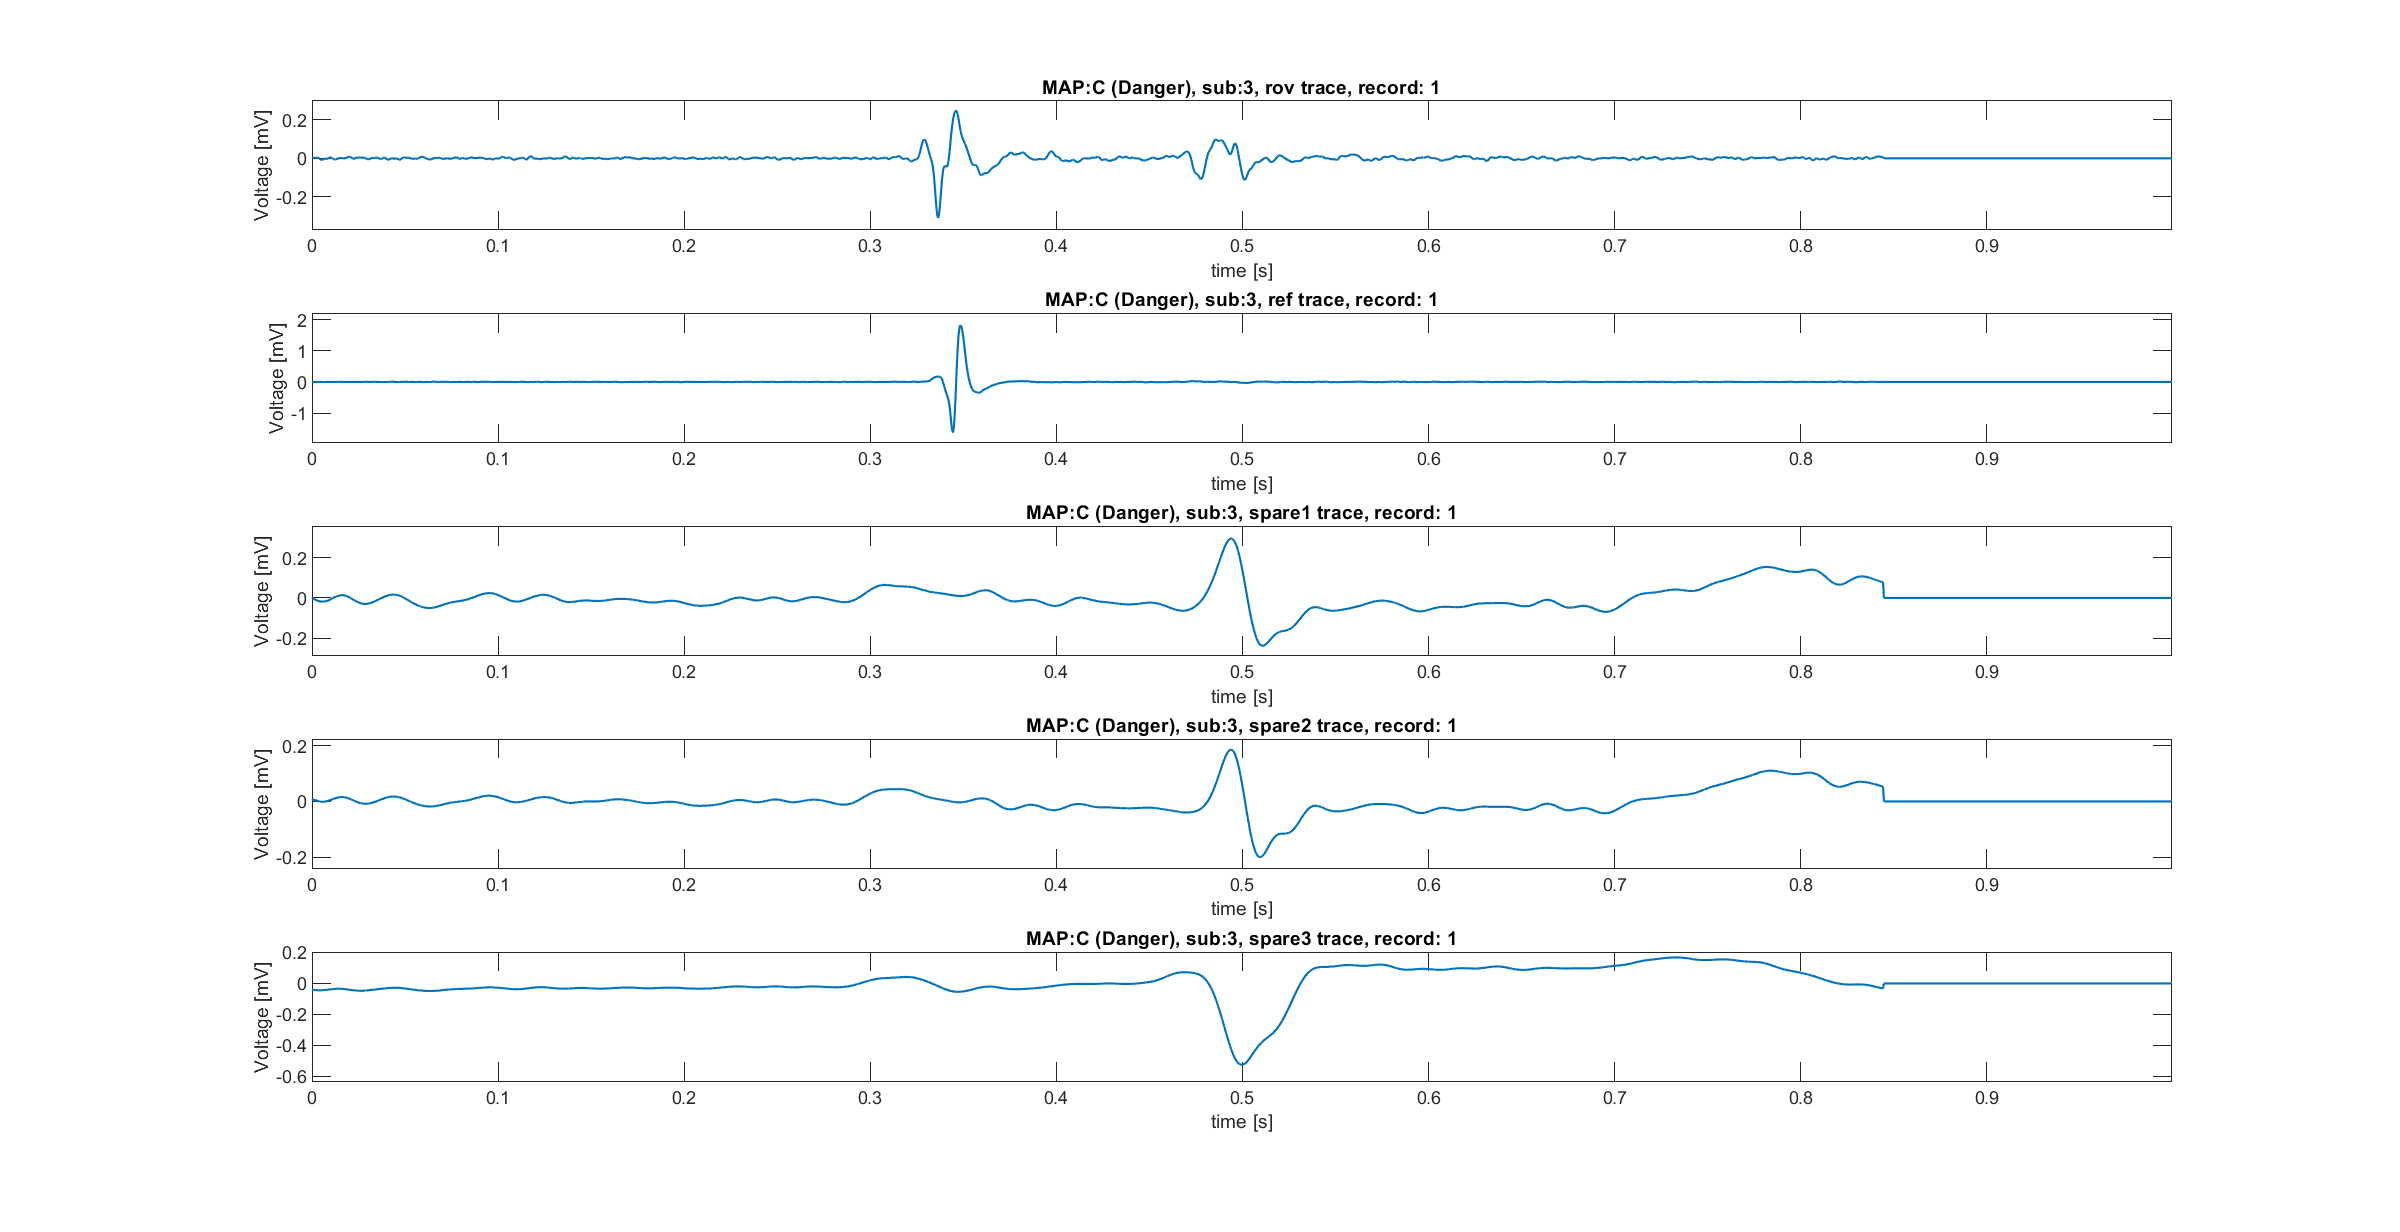 MAP:C (Danger), sub:3, rov trace, record: 1
Voltage [mV]
0.2
0
-0.2
0 0.1 0.2 0.3 0.4 0.5 0.6 0.7 0.8 0.9
time [s]
MAP:C (Danger), sub:3, ref trace, record: 1
Voltage [mV]
2
1
0
-1
0 0.1 0.2 0.3 0.4 0.5 0.6 0.7 0.8 0.9
time [s]
MAP:C (Danger), sub:3, spare1 trace, record: 1
Voltage [mV]
0.2
0
-0.2
0 0.1 0.2 0.3 0.4 0.5 0.6 0.7 0.8 0.9
time [s]
MAP:C (Danger), sub:3, spare2 trace, record: 1
Voltage [mV]
0.2
0
-0.2
0 0.1 0.2 0.3 0.4 0.5 0.6 0.7 0.8 0.9
time [s]
MAP:C (Danger), sub:3, spare3 trace, record: 1
Voltage [mV]
0.2
0
-0.2
-0.4
-0.6
0 0.1 0.2 0.3 0.4 0.5 0.6 0.7 0.8 0.9
time [s]